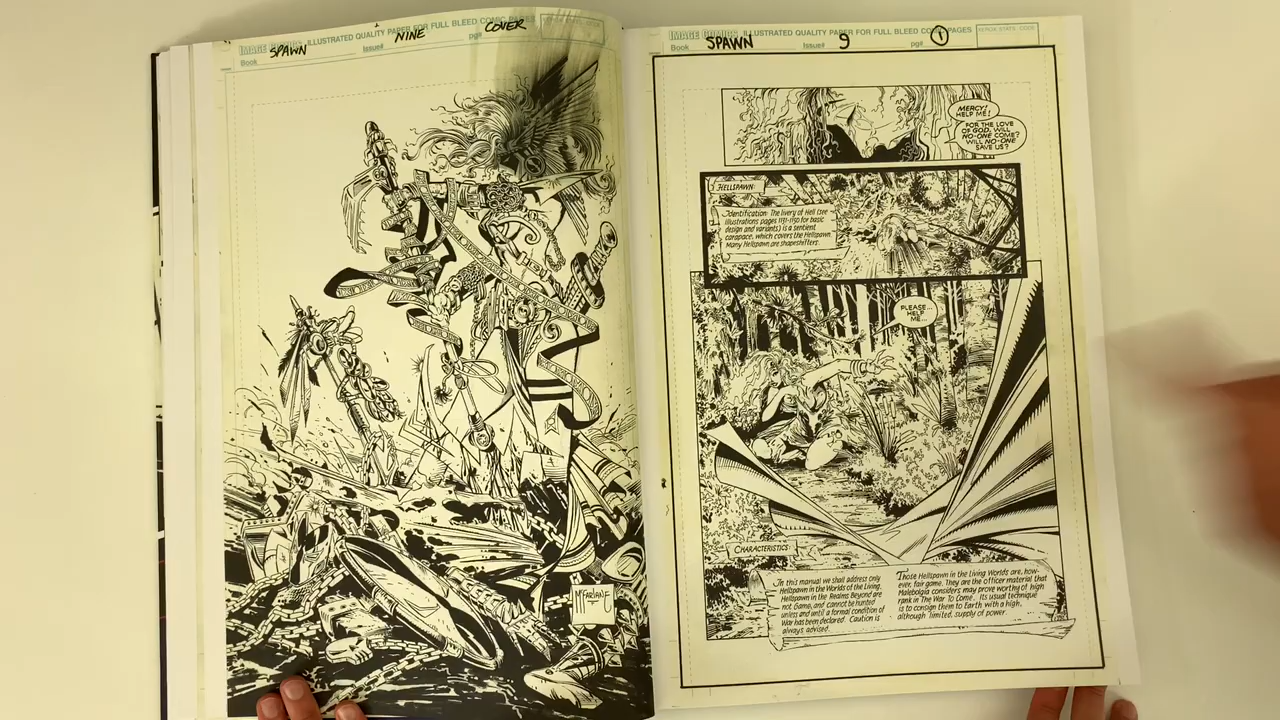 IMAGE COMICS ILLUSTRATED QUALITY PAPER FOR FULL BLEED COMIC PAGES
Book SPAWN Issue# NINE pg# COVER
McFARLANE
IMAGE COMICS ILLUSTRATED QUALITY PAPER FOR FULL BLEED COMIC PAGES
Book SPAWN Issue# 9 pg# 1
MERCY!
HELP ME!
FOR THE LOVE
OF GOD, WILL
NO-ONE COME?
WILL NO-ONE
SAVE US?
HELLSPAWN:
Identification: The livery of Hell (see
illustrations pages 1131-1150 for basic
design and variants) is a sentient
carapace, which covers the Hellspawn.
Many Hellspawn are shapeshifters.
PLEASE
HELP
ME...
CHARACTERISTICS:
In this manual we shall address only
Hellspawn in the Worlds of the Living.
Hellspawn in the Realms Beyond are
not Game, and cannot be hunted
unless and until a formal condition of
War has been declared. Caution is
always advised.
Those Hellspawn in the Living Worlds are, how-
ever, fair game. They are the officer material that
Malebolgia considers may prove worthy of high
rank in The War To Come. Its usual technique
is to consign them to Earth with a high,
although limited, supply of power.